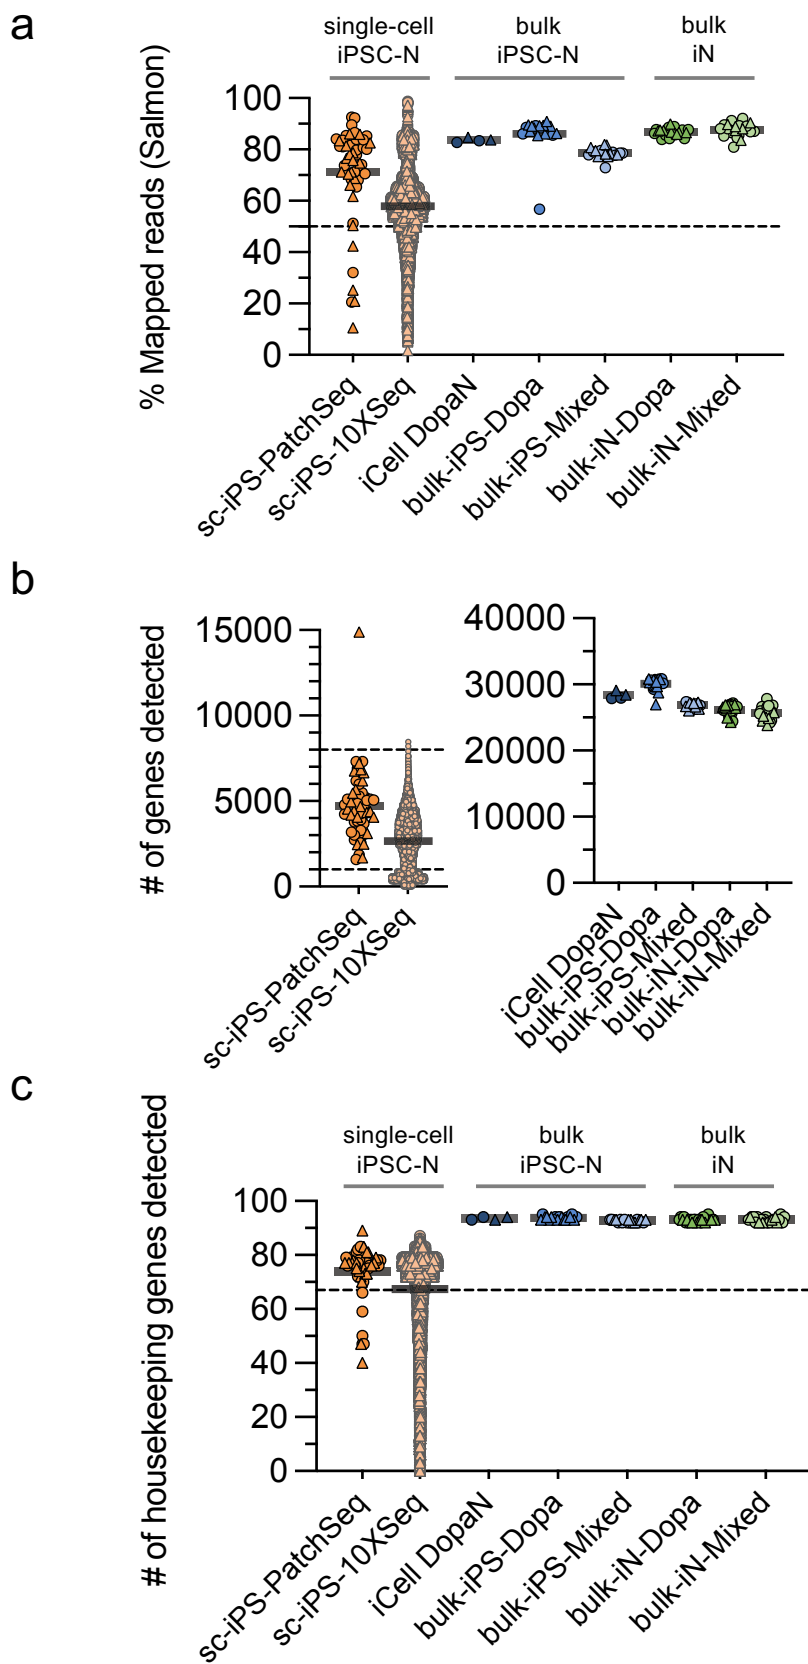 a
single-cell
iPSC-N
bulk
iPSC-N
bulk
iN
% Mapped reads (Salmon)
100
80
60
40
20
0
sc-iPS-PatchSeq
sc-iPS-10XSeq
iCell DopaN
bulk-iPS-Dopa
bulk-iPS-Mixed
bulk-iN-Dopa
bulk-iN-Mixed
b
# of genes detected
15000
10000
5000
0
sc-iPS-PatchSeq
sc-iPS-10XSeq
40000
30000
20000
10000
0
iCell DopaN
bulk-iPS-Dopa
bulk-iPS-Mixed
bulk-iN-Dopa
bulk-iN-Mixed
c
single-cell
iPSC-N
bulk
iPSC-N
bulk
iN
# of housekeeping genes detected
100
80
60
40
20
0
sc-iPS-PatchSeq
sc-iPS-10XSeq
iCell DopaN
bulk-iPS-Dopa
bulk-iPS-Mixed
bulk-iN-Dopa
bulk-iN-Mixed